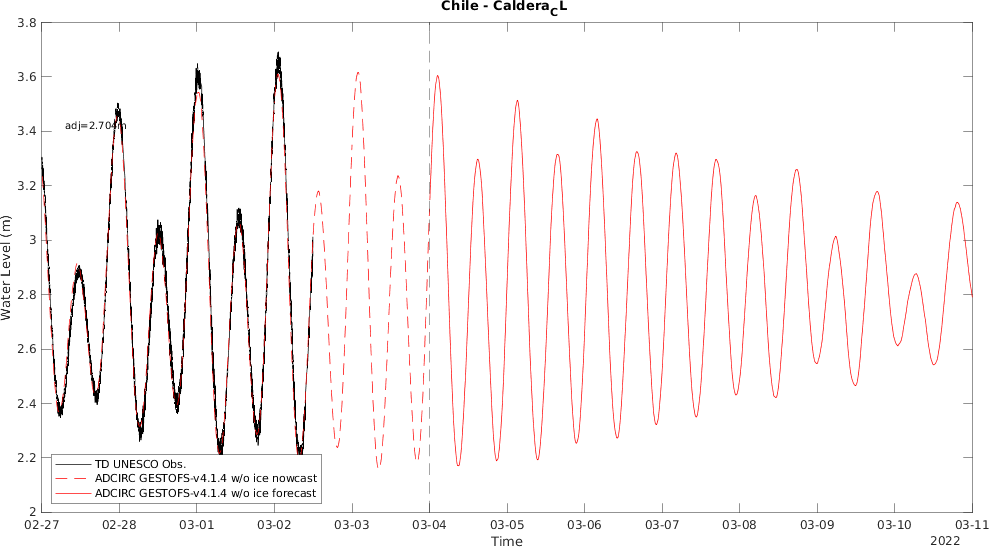 Chile - CalderaCL
3.8
3.6
3.4
3.2
3
2.8
2.6
2.4
2.2
2
Water Level (m)
adj=2.704m
TD UNESCO Obs.
ADCIRC GESTOFS-v4.1.4 w/o ice nowcast
ADCIRC GESTOFS-v4.1.4 w/o ice forecast
02-27 02-28 03-01 03-02 03-03 03-04 03-05 03-06 03-07 03-08 03-09 03-10 03-11
Time
2022